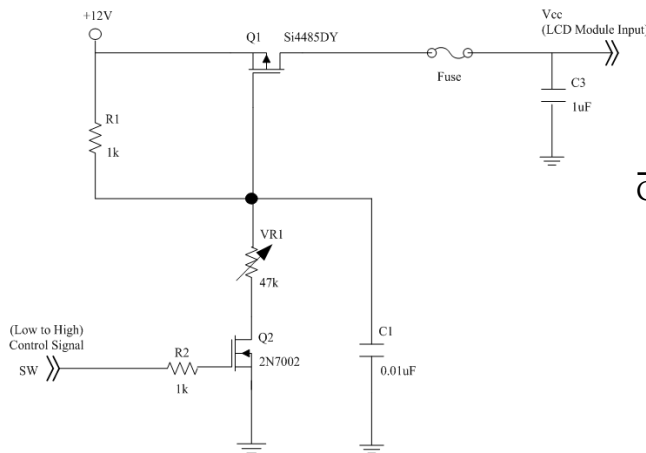 +12V
Q1
Si4485DY
Vcc
(LCD Module Input)
Fuse
C3
1uF
R1
1k
VR1
47k
(Low to High)
Control Signal
SW
R2
1k
Q2
2N7002
C1
0.01uF